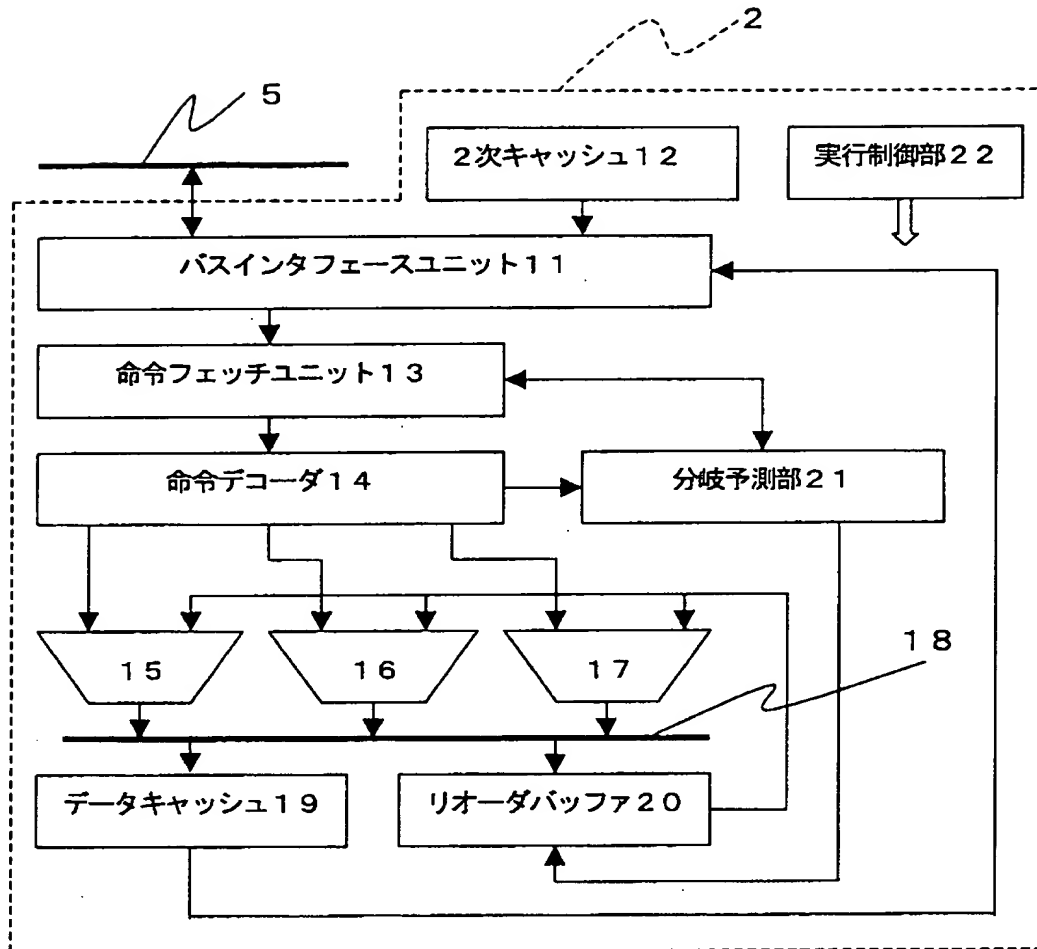 2
5
2次キャッシュ12
実行制御部22
バスインタフェースユニット11
命令フェッチユニット13
命令デコーダ14
分岐予測部21
15
16
17
18
データキャッシュ19
リオーダバッファ20